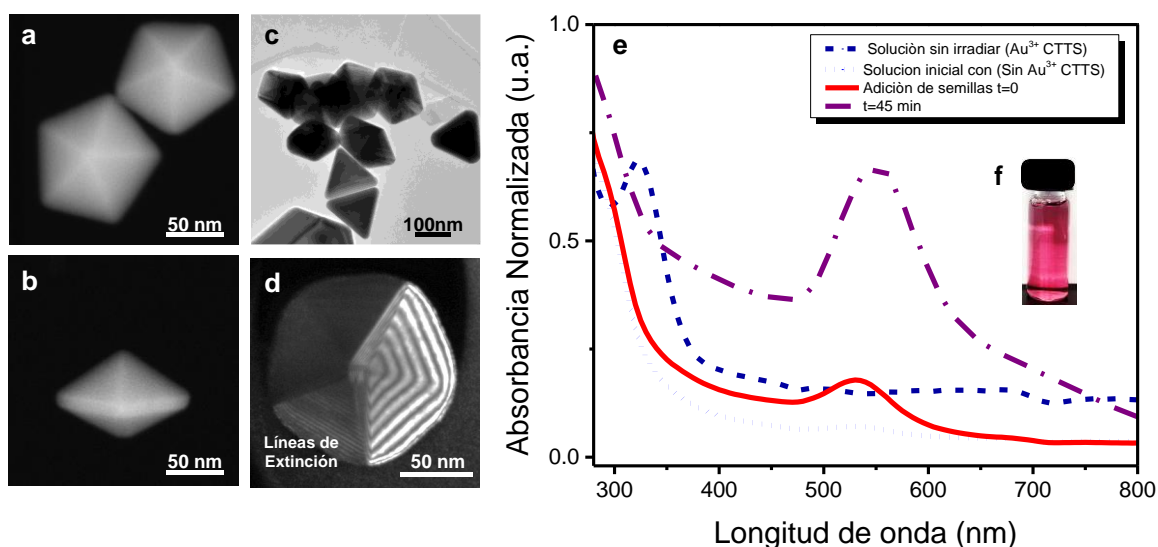 a
50 nm
b
50 nm
c
100nm
d
Líneas de
Extinción
50 nm
e
Absorbancia Normalizada (u.a.)
1.0
0.5
0.0
Soluciòn sin irradiar (Au³⁺ CTTS)
Solucion inicial con (Sin Au³⁺ CTTS)
Adiciòn de semillas t=0
t=45 min
f
300 400 500 600 700 800
Longitud de onda (nm)